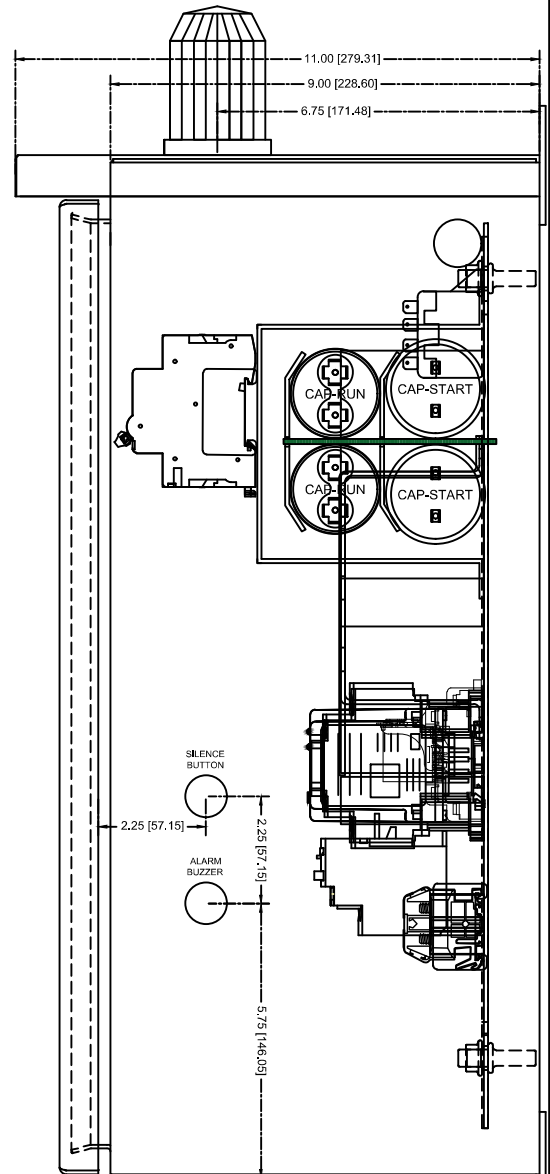 11.00 [279.31]
9.00 [228.60]
6.75 [171.48]
CAP-RUN
CAP-START
CAP-RUN
CAP-START
SILENCE
BUTTON
2.25 [57.15]
2.25 [57.15]
ALARM
BUZZER
5.75 [146.05]